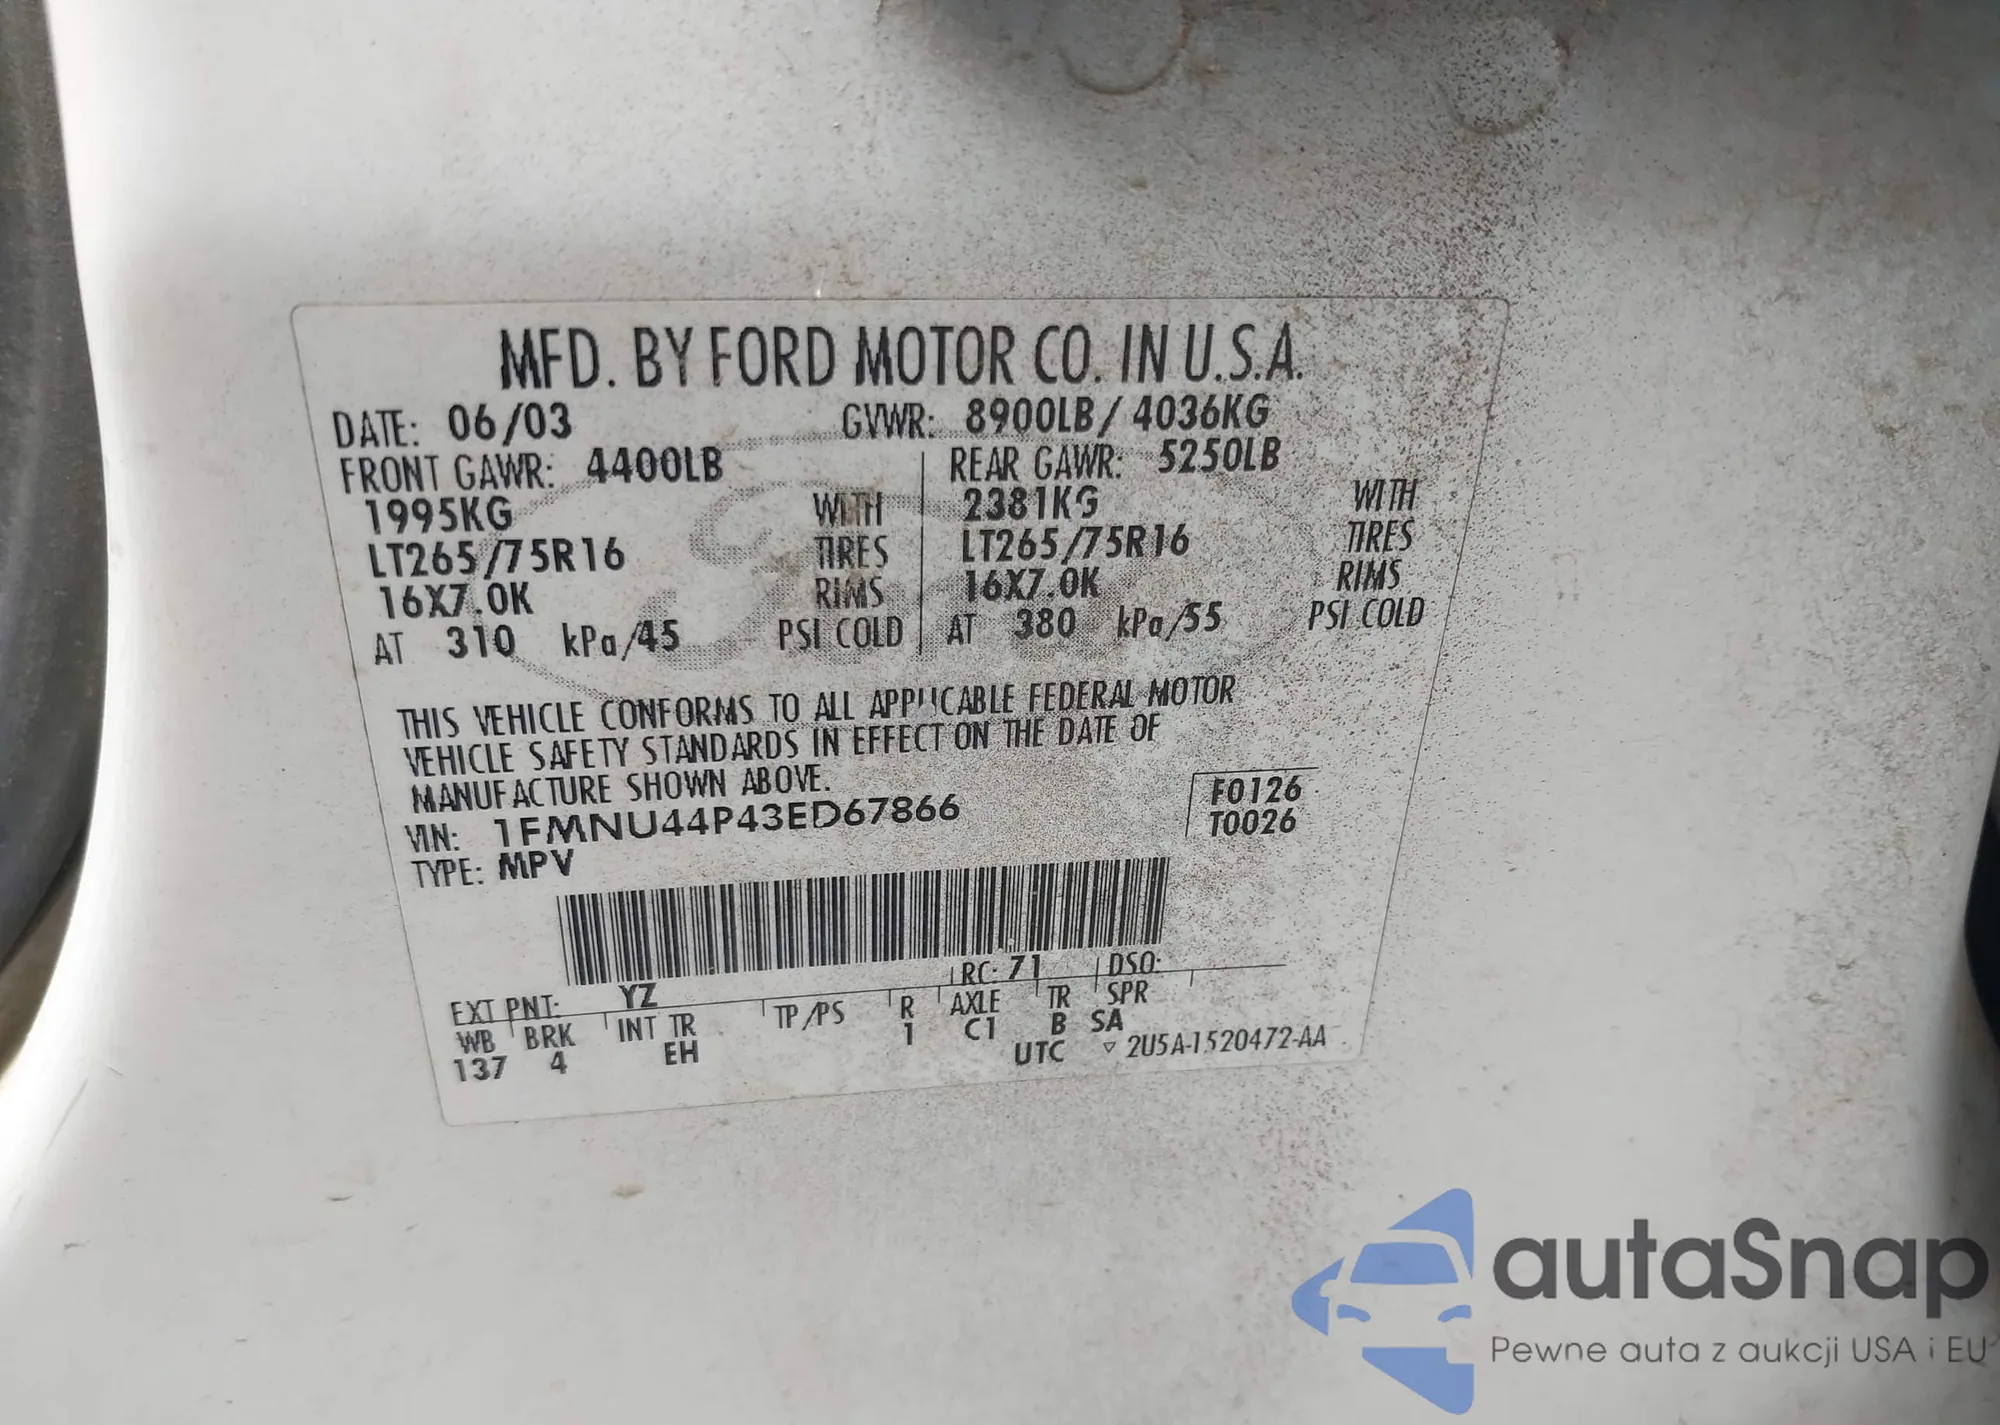 MFD. BY FORD MOTOR CO. IN U.S.A.
DATE: 06/03 GVWR: 8900LB/ 4036KG
FRONT GAWR: 4400LB REAR GAWR: 5250LB
1995KG WITH 2381KG WITH
LT265/75R16 TIRES LT265/75R16 TIRES
16X7.0K RIMS 16X7.0K RIMS
AT 310 kPa/45 PSI COLD AT 380 kPa/55 PSI COLD
THIS VEHICLE CONFORMS TO ALL APPLICABLE FEDERAL MOTOR
VEHICLE SAFETY STANDARDS IN EFFECT ON THE DATE OF
MANUFACTURE SHOWN ABOVE.
VIN: 1FMNU44P43ED67866 F0126
TYPE: MPV T0026
EXT PNT: YZ RC: 71 DSO:
WB BRK INT TR TP/PS R AXLE TR SPR
137 4 EH 1 C1 B SA
UTC ▽ 2U5A-1520472-AA
autaSnap
Pewne auta z aukcji USA i EU